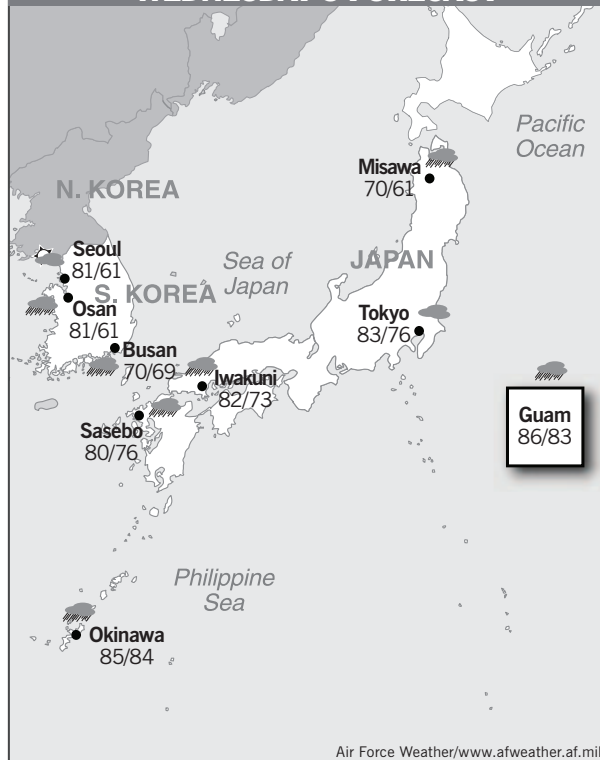 Pacific
Ocean
Misawa
70/61
N. KOREA
Seoul
81/61
Sea of
Japan
JAPAN
S. KOREA
Osan
81/61
Tokyo
83/76
Busan
70/69
Iwakuni
82/73
Guam
86/83
Sasebo
80/76
Philippine
Sea
Okinawa
85/84
Air Force Weather/www.afweather.af.mil